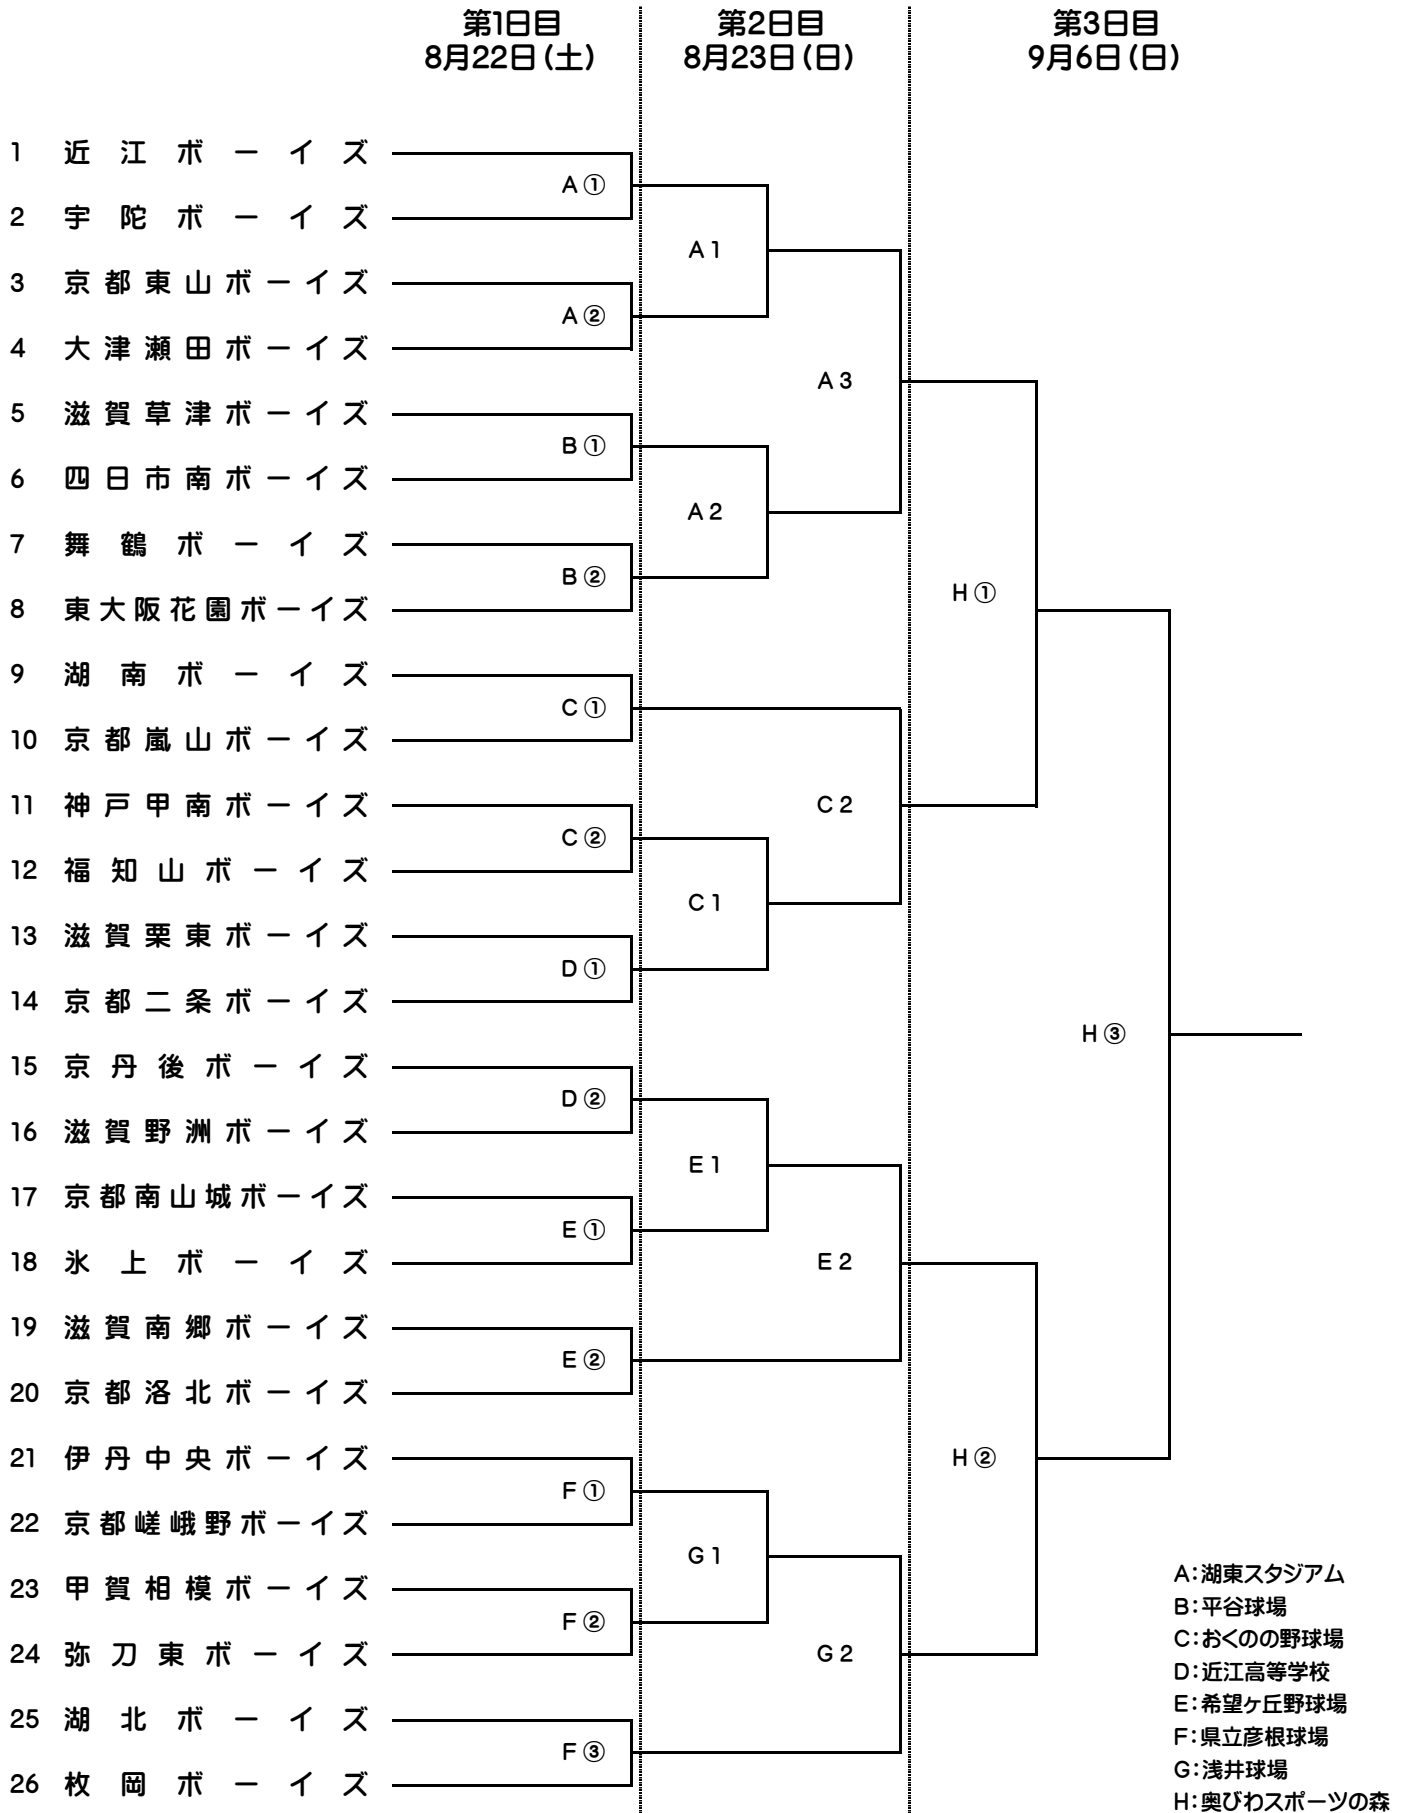 第1日目 第2日目 第3日目
8月22日(土) 8月23日(日) 9月6日(日)
1 近江ボーイズ
A①
2 宇陀ボーイズ
A1
3 京都東山ボーイズ
A②
4 大津瀬田ボーイズ
A3
5 滋賀草津ボーイズ
B①
6 四日市南ボーイズ
A2
7 舞鶴ボーイズ
B②
H①
8 東大阪花園ボーイズ
9 湖南ボーイズ
C①
10 京都嵐山ボーイズ
11 神戸甲南ボーイズ
C2
C②
12 福知山ボーイズ
C1
13 滋賀栗東ボーイズ
D①
14 京都二条ボーイズ
H③
15 京丹後ボーイズ
D②
16 滋賀野洲ボーイズ
E1
17 京都南山城ボーイズ
E①
18 氷上ボーイズ
E2
19 滋賀南郷ボーイズ
E②
20 京都洛北ボーイズ
21 伊丹中央ボーイズ
H②
F①
22 京都嵯峨野ボーイズ
G1
23 甲賀相模ボーイズ
F②
24 弥刀東ボーイズ
G2
25 湖北ボーイズ
F③
26 枚岡ボーイズ
A:湖東スタジアム
B:平谷球場
C:おくのの野球場
D:近江高等学校
E:希望ヶ丘野球場
F:県立彦根球場
G:浅井球場
H:奥びわスポーツの森